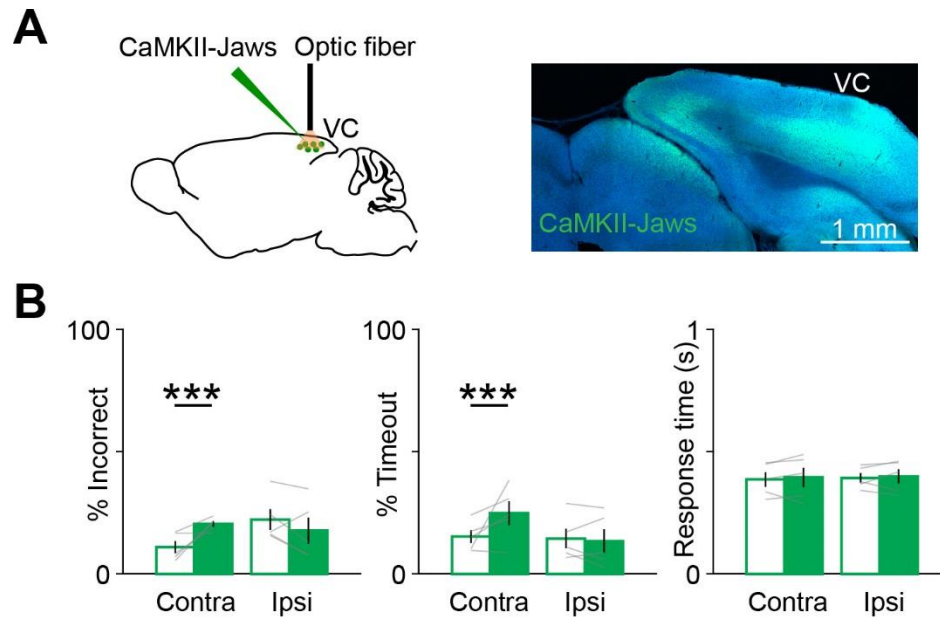 A
CaMKII-Jaws Optic fiber
VC
VC
CaMKII-Jaws
1 mm
B
% Incorrect
100
0
***
Contra Ipsi
% Timeout
100
0
***
Contra Ipsi
Response time (s)
1
0
Contra Ipsi